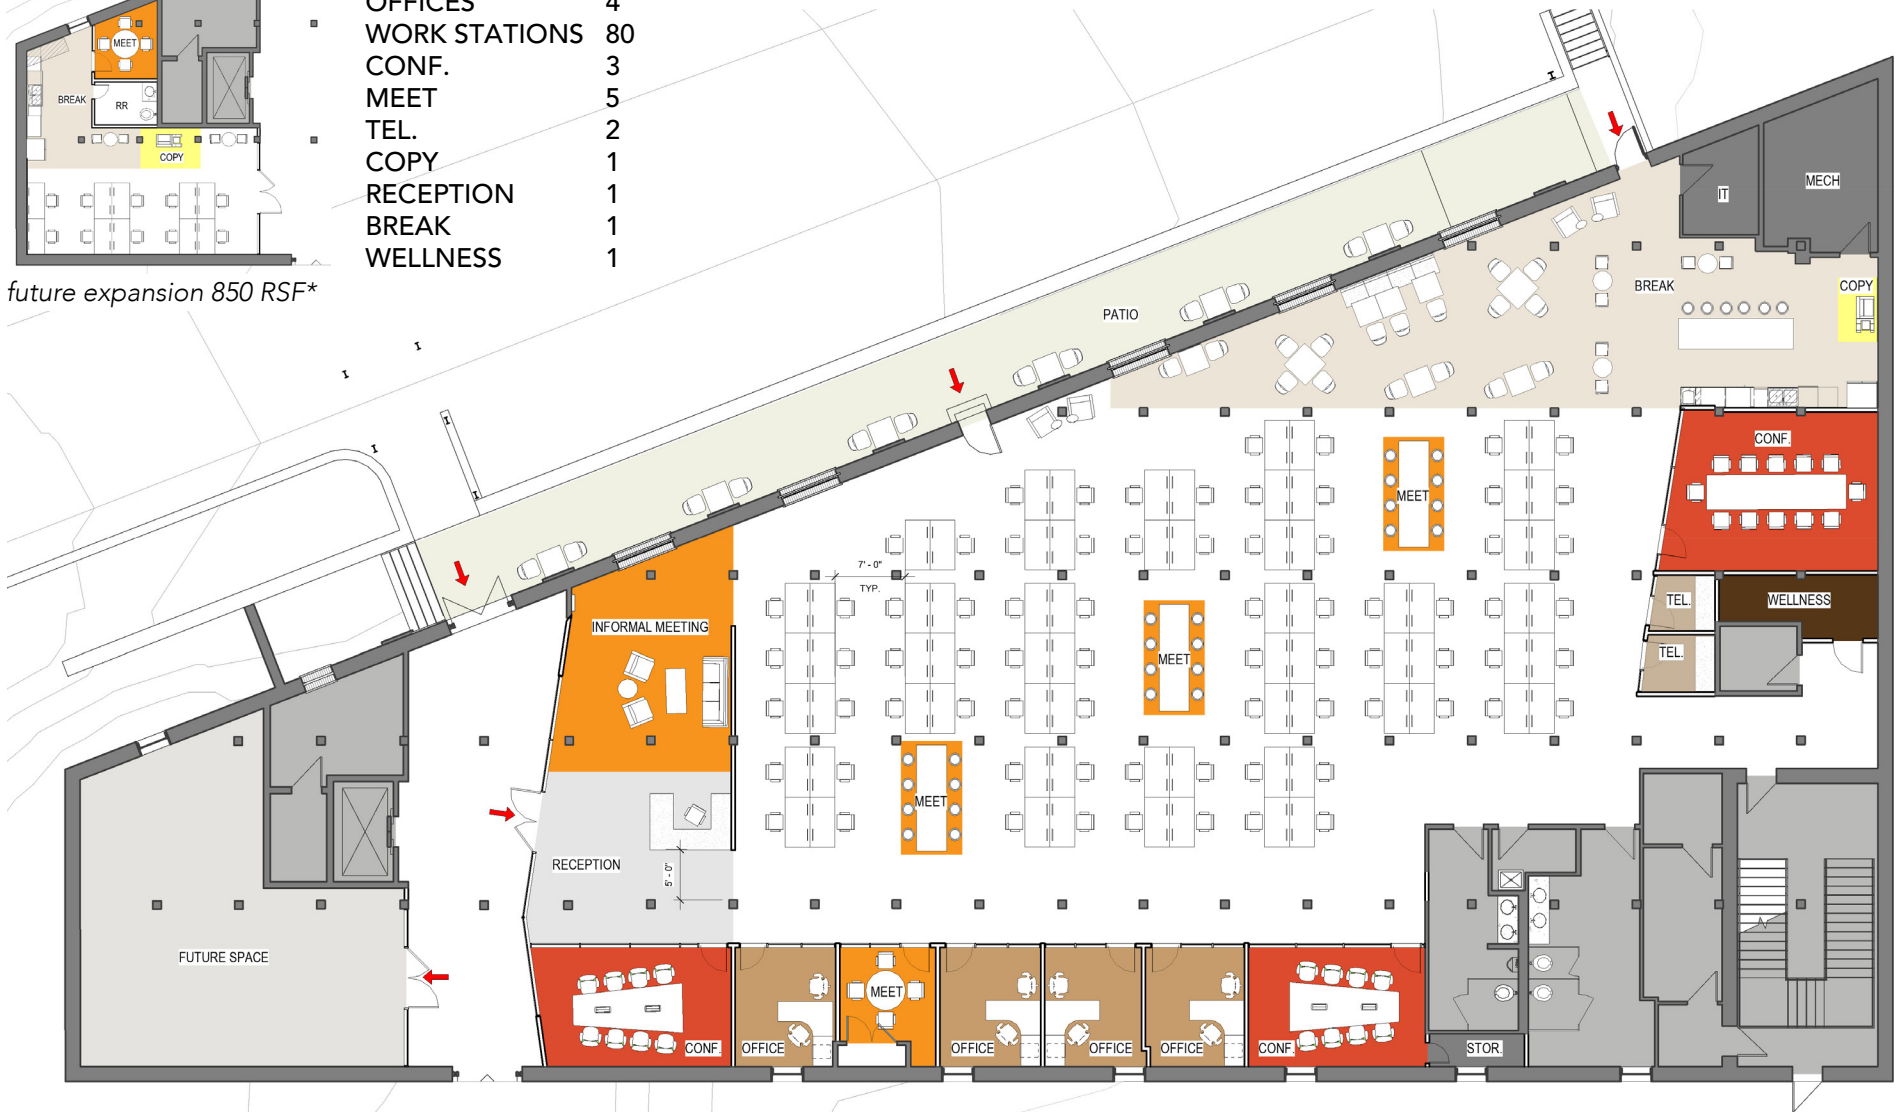 OFFICES 4
WORK STATIONS 80
CONF. 3
MEET 5
TEL. 2
COPY 1
RECEPTION 1
BREAK 1
WELLNESS 1
MEET
BREAK
RR
COPY
future expansion 850 RSF*
IT
MECH
BREAK
COPY
PATIO
CONF.
MEET
7' - 0"
TYP.
TEL.
WELLNESS
INFORMAL MEETING
MEET
TEL.
MEET
RECEPTION
5' - 0"
FUTURE SPACE
MEET
OFFICE
OFFICE
OFFICE
OFFICE
CONF.
CONF.
STOR.